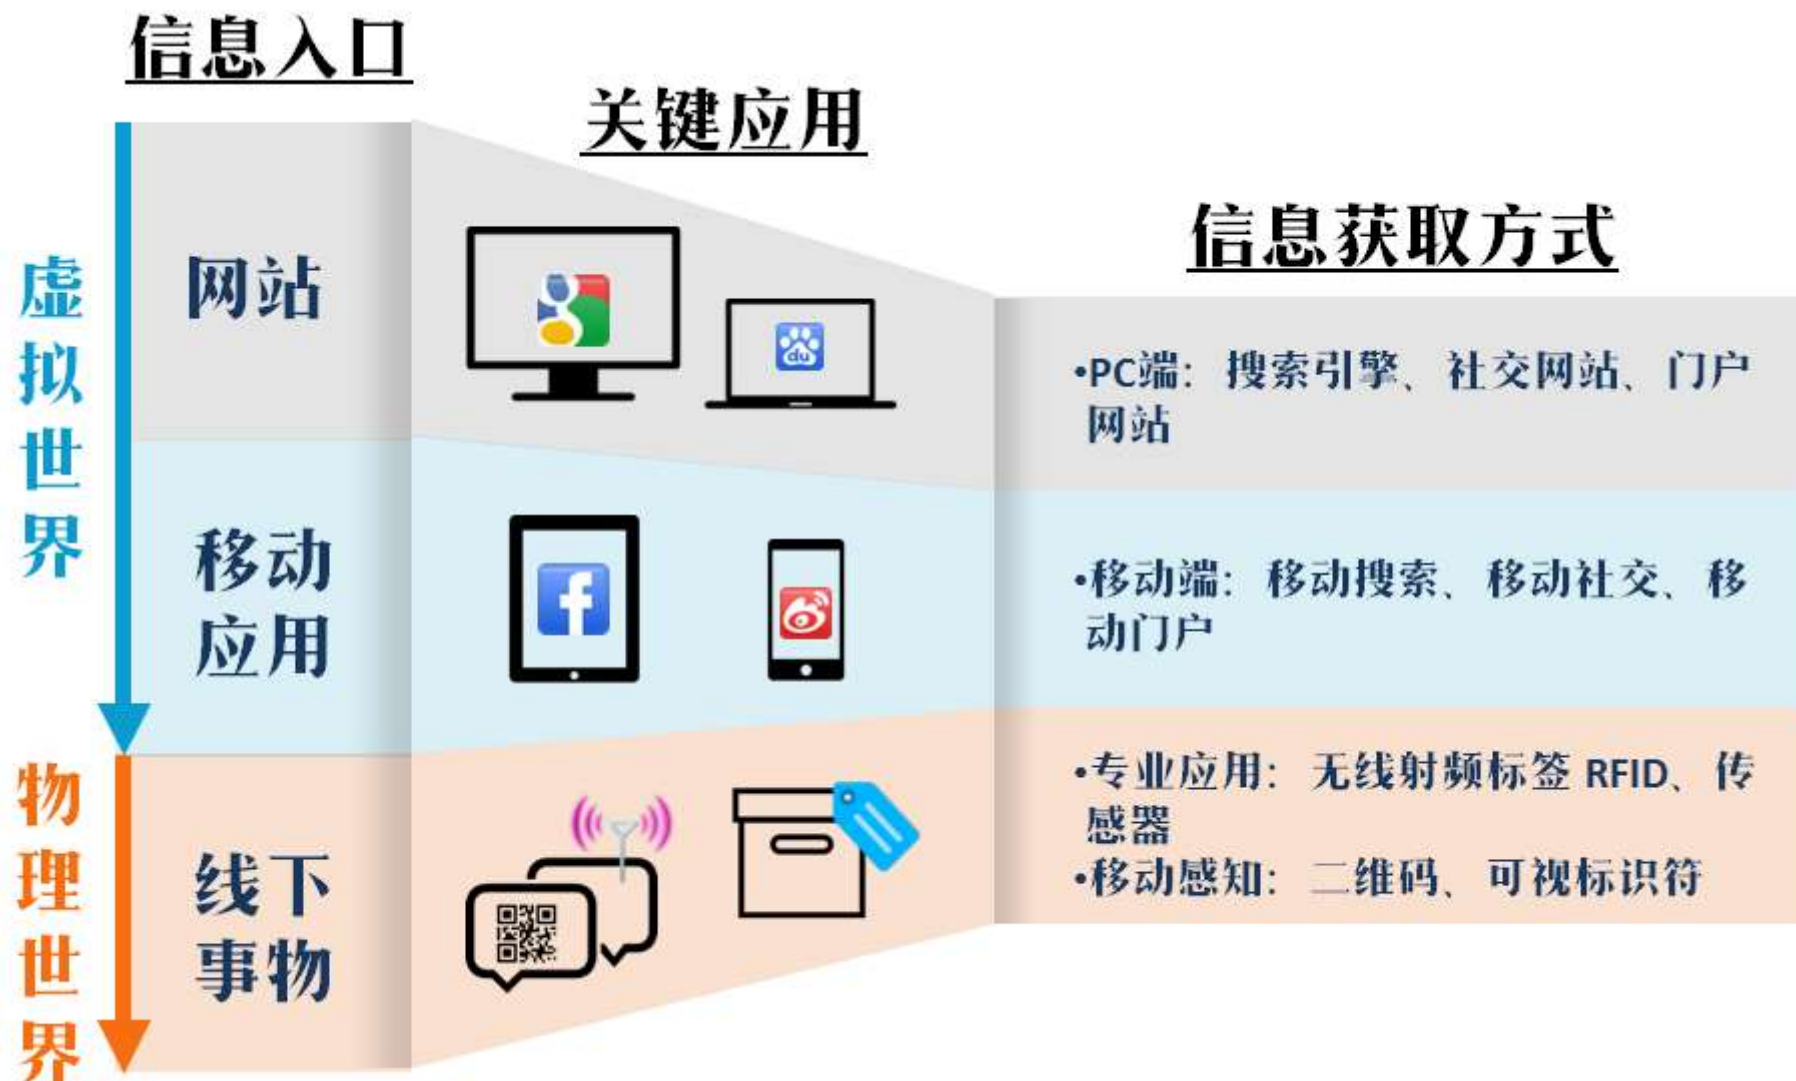 信息入口
关键应用
信息获取方式
虚拟世界
网站
du
•PC端：搜索引擎、社交网站、门户
网站
移动
应用
f
•移动端：移动搜索、移动社交、移
动门户
物理世界
线下
事物
•专业应用：无线射频标签 RFID、传
感器
•移动感知：二维码、可视标识符